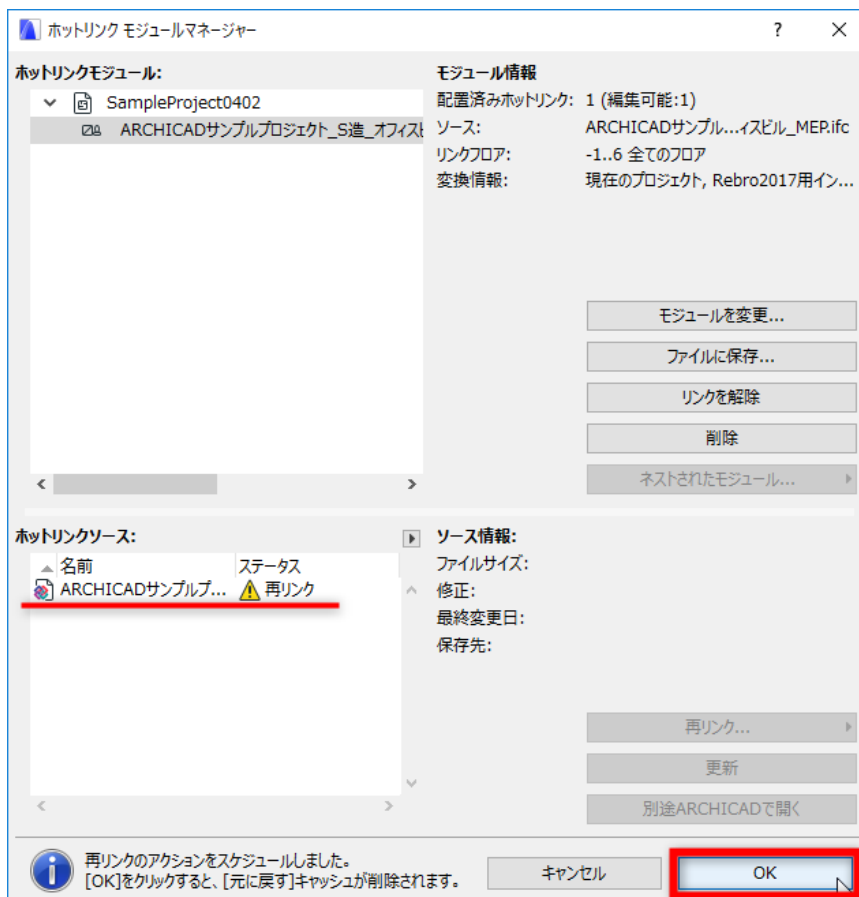 ホットリンク モジュールマネージャー
?
ホットリンクモジュール:
SampleProject0402
ARCHICADサンプルプロジェクト_S造_オフィスビ
モジュール情報
配置済みホットリンク: 1 (編集可能:1)
ソース: ARCHICADサンプル...ィスビル_MEP.ifc
リンクフロア: -1..6 全てのフロア
変換情報: 現在のプロジェクト, Rebro2017用イン...
モジュールを変更...
ファイルに保存...
リンクを解除
削除
ネストされたモジュール...
ホットリンクソース:
名前 ステータス
ARCHICADサンプルプ... 再リンク
ソース情報:
ファイルサイズ:
修正:
最終変更日:
保存先:
再リンク...
更新
別途ARCHICADで開く
再リンクのアクションをスケジュールしました。
[OK]をクリックすると、[元に戻す]キャッシュが削除されます。
キャンセル
OK